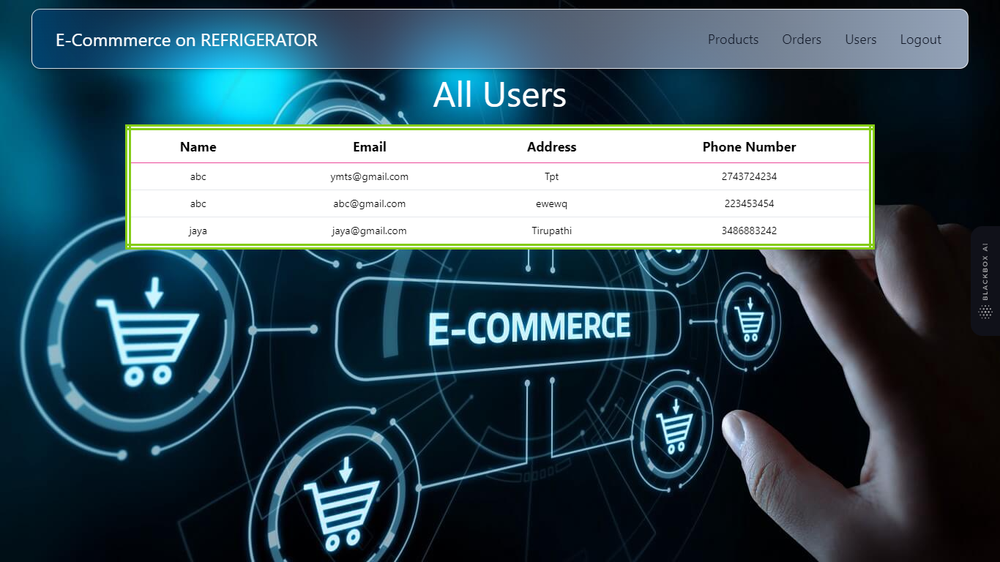 E-Commmerce on REFRIGERATOR Products Orders Users Logout
All Users
Name Email Address Phone Number
abc ymts@gmail.com Tpt 2743724234
abc abc@gmail.com ewewq 223453454
jaya jaya@gmail.com Tirupathi 3486883242
BLACKBOX AI
E-COMMERCE